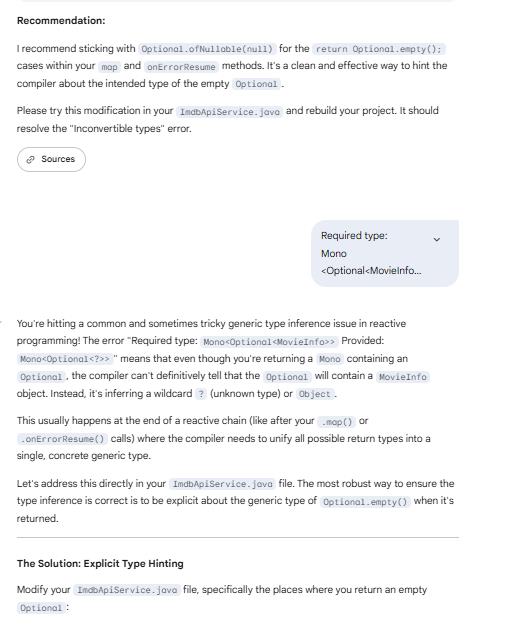 Recommendation:
I recommend sticking with Optional.ofNullable(null) for the return Optional.empty();
cases within your map and onErrorResume methods. It's a clean and effective way to hint the
compiler about the intended type of the empty Optional.
Please try this modification in your ImdbApiService.java and rebuild your project. It should
resolve the "Inconvertible types" error.
Sources
Required type:
Mono
<Optional<MovieInfo...
You're hitting a common and sometimes tricky generic type inference issue in reactive
programming! The error "Required type: Mono<Optional<MovieInfo>> Provided:
Mono<Optional<?>> " means that even though you're returning a Mono containing an
Optional, the compiler can't definitively tell that the Optional will contain a MovieInfo
object. Instead, it's inferring a wildcard ? (unknown type) or Object.
This usually happens at the end of a reactive chain (like after your .map() or
.onErrorResume() calls) where the compiler needs to unify all possible return types into a
single, concrete generic type.
Let's address this directly in your ImdbApiService.java file. The most robust way to ensure the
type inference is correct is to be explicit about the generic type of Optional.empty() when it's
returned.
The Solution: Explicit Type Hinting
Modify your ImdbApiService.java file, specifically the places where you return an empty
Optional: